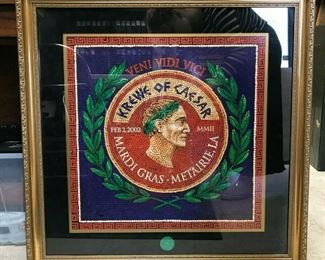 VENI VIDI VICI
KREWE OF CAESAR
FEB 2, 2002
MMII
MARDI GRAS - METAIRIE, LA